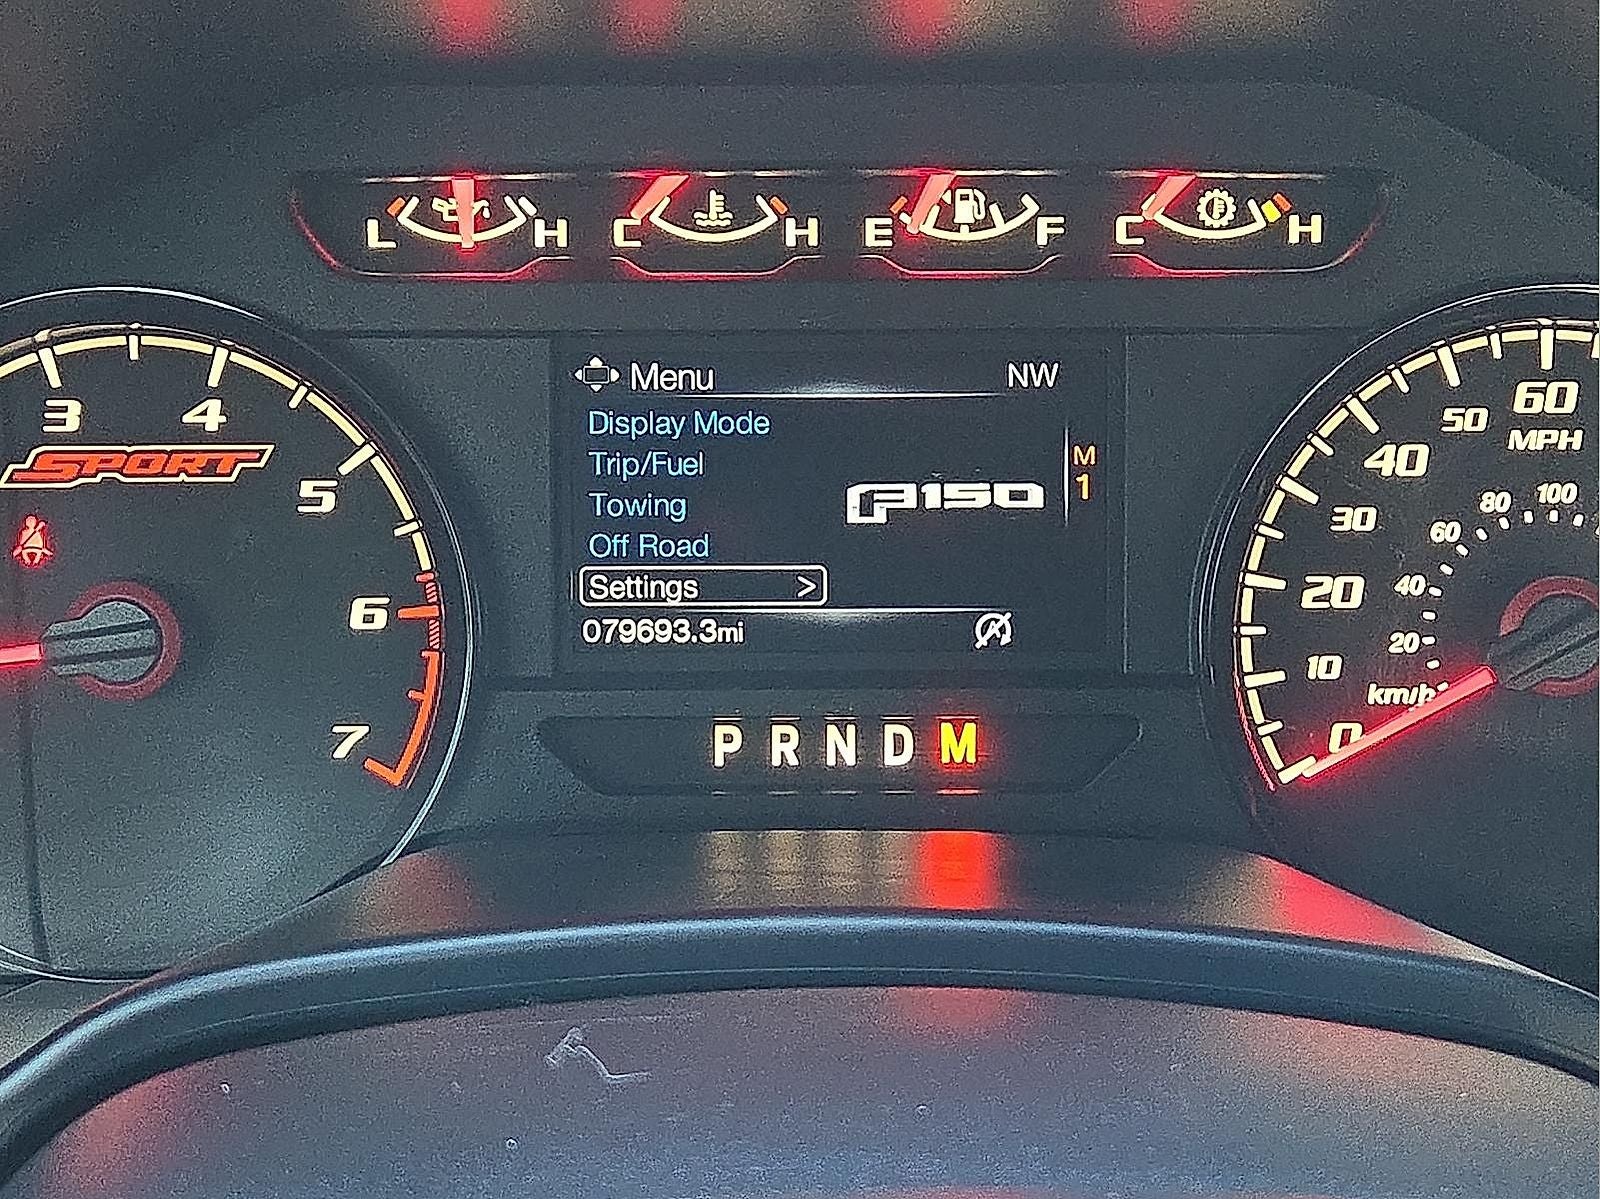 L H C H E F C H
3 4
SPORT
5
6
7
Menu NW
Display Mode
Trip/Fuel
Towing
Off Road
Settings >
F150
M
1
079693.3mi
A
P R N D M
60
MPH
50
40
30
20
10
0
100
80
60
40
20
km/h